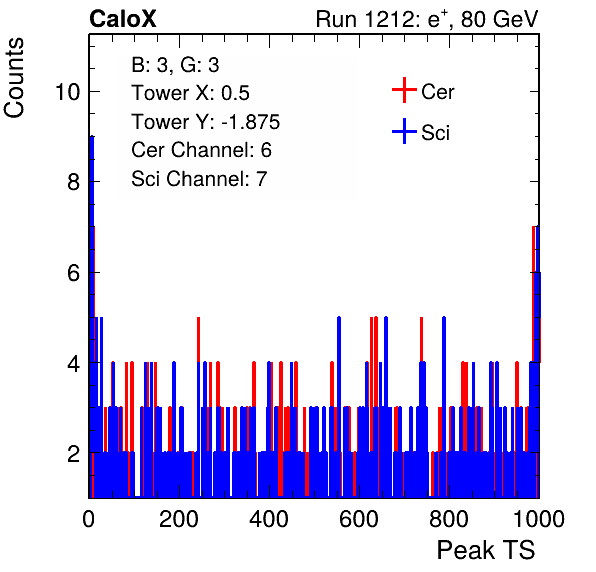 CaloX Run 1212: e⁺, 80 GeV
Counts
B: 3, G: 3
Tower X: 0.5
Tower Y: -1.875
Cer Channel: 6
Sci Channel: 7
Cer
Sci
10
8
6
4
2
0 200 400 600 800 1000
Peak TS